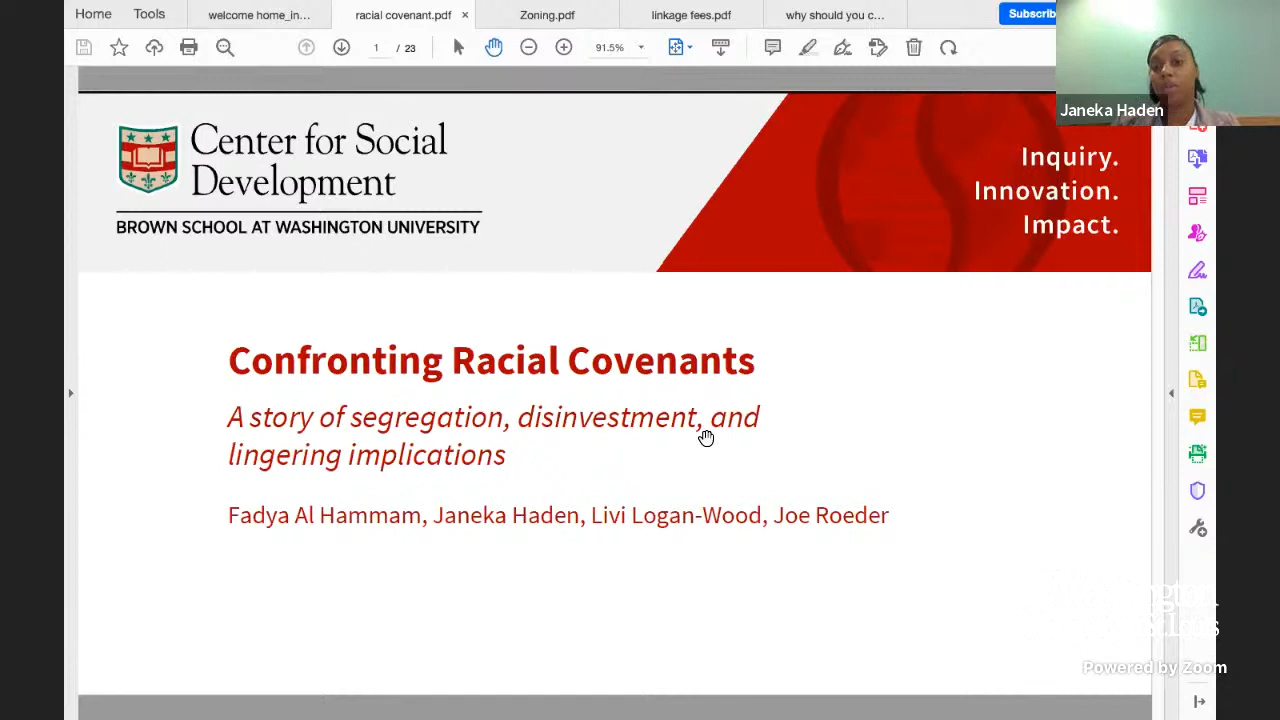 Home Tools welcome home_in... racial covenant.pdf × Zoning.pdf linkage fees.pdf why should you c... Subscrib
1 / 23 91.5%
Janeka Haden
Center for Social
Development
BROWN SCHOOL AT WASHINGTON UNIVERSITY
Inquiry.
Innovation.
Impact.
Confronting Racial Covenants
A story of segregation, disinvestment, and
lingering implications
Fadya Al Hammam, Janeka Haden, Livi Logan-Wood, Joe Roeder
Powered by Zoom